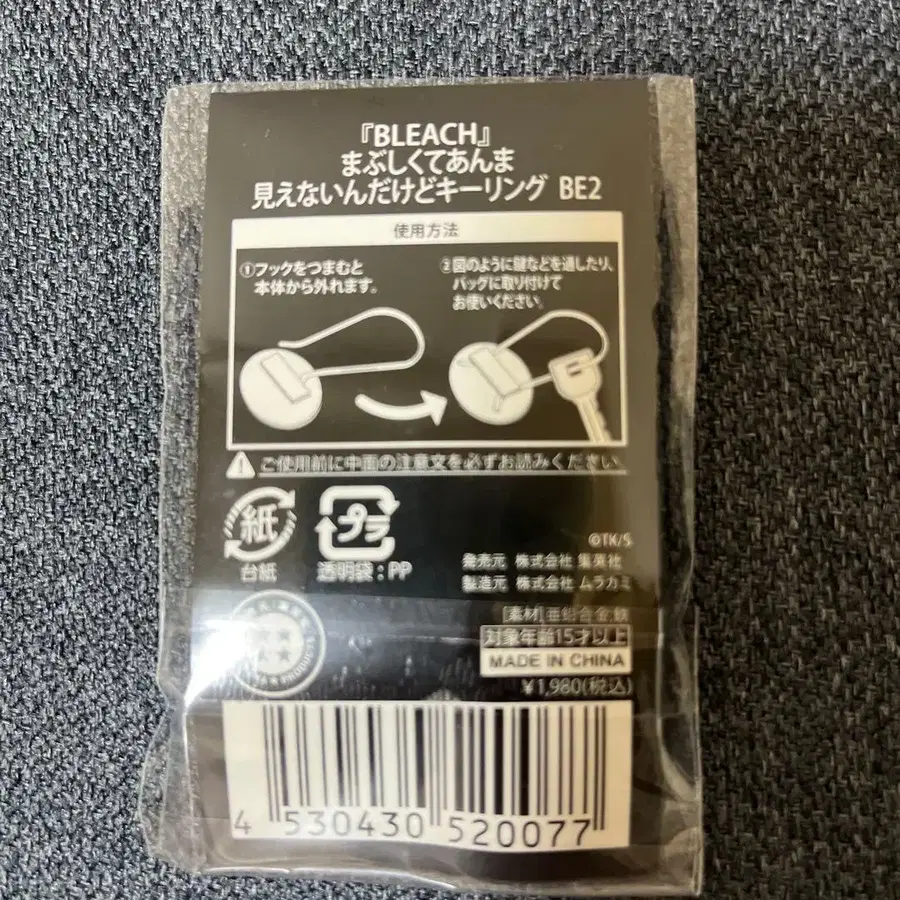 『BLEACH』
まぶしくてあんま
見えないんだけどキーリング BE2
使用方法
①フックをつまむと
本体から外れます。
②図のように鍵などを通したり、
バッグに取り付けて
お使いください。
ご使用前に中面の注意文を必ずお読みください
紙
台紙
プラ
透明袋:PP
©TK/S
発売元 株式会社 集英社
製造元 株式会社 ムラカミ
[素材]亜鉛合金,鉄
対象年齢15才以上
MADE IN CHINA
¥1,980(税込)
4 530430 520077